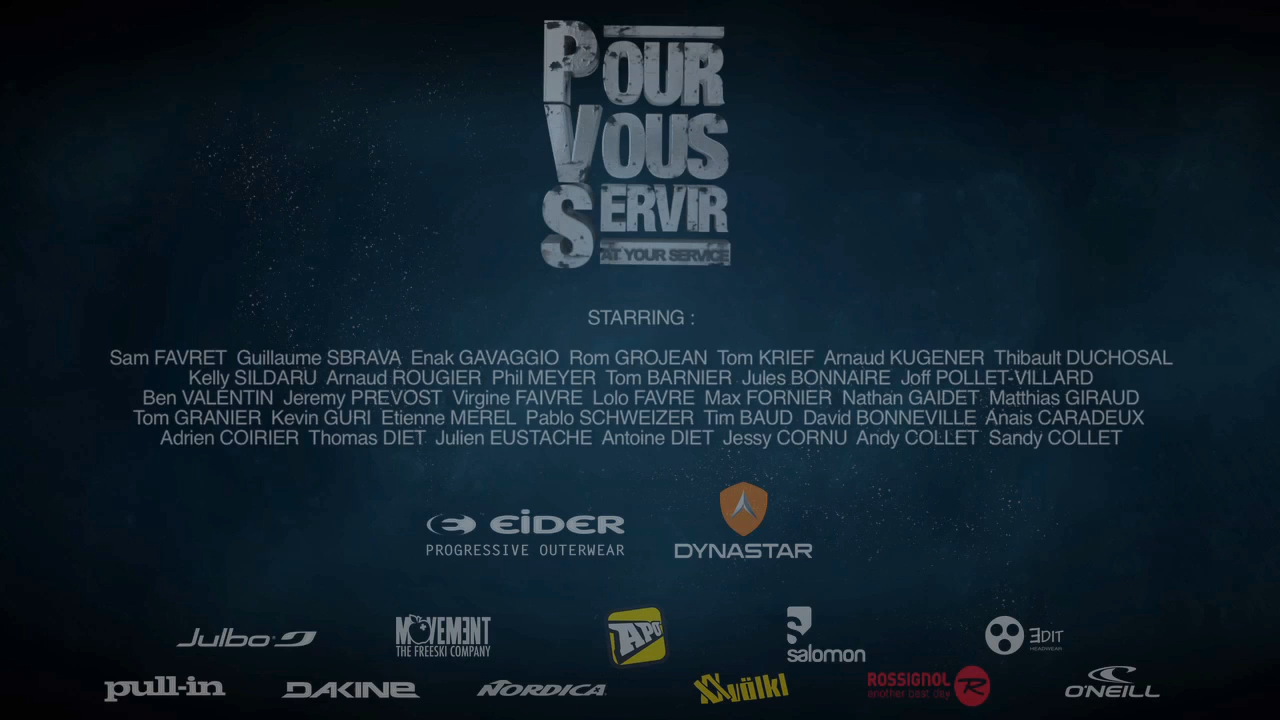 POUR
VOUS
SERVIR
AT YOUR SERVICE
STARRING :
Sam FAVRET Guillaume SBRAVA Enak GAVAGGIO Rom GROJEAN Tom KRIEF Arnaud KUGENER Thibault DUCHOSAL
Kelly SILDARU Arnaud ROUGIER Phil MEYER Tom BARNIER Jules BONNAIRE Joff POLLET-VILLARD
Ben VALENTIN Jeremy PREVOST Virgine FAIVRE Lolo FAVRE Max FORNIER Nathan GAIDET Matthias GIRAUD
Tom GRANIER Kevin GURI Etienne MEREL Pablo SCHWEIZER Tim BAUD David BONNEVILLE Anais CARADEUX
Adrien COIRIER Thomas DIET Julien EUSTACHE Antoine DIET Jessy CORNU Andy COLLET Sandy COLLET
EiDER
PROGRESSIVE OUTERWEAR
DYNASTAR
Julbo
MOVEMENT
THE FREESKI COMPANY
APO
salomon
EDIT
HEADWEAR
pull-in
DAKINE
NORDICA
völkl
ROSSIGNOL
another best day
R
O'NEILL